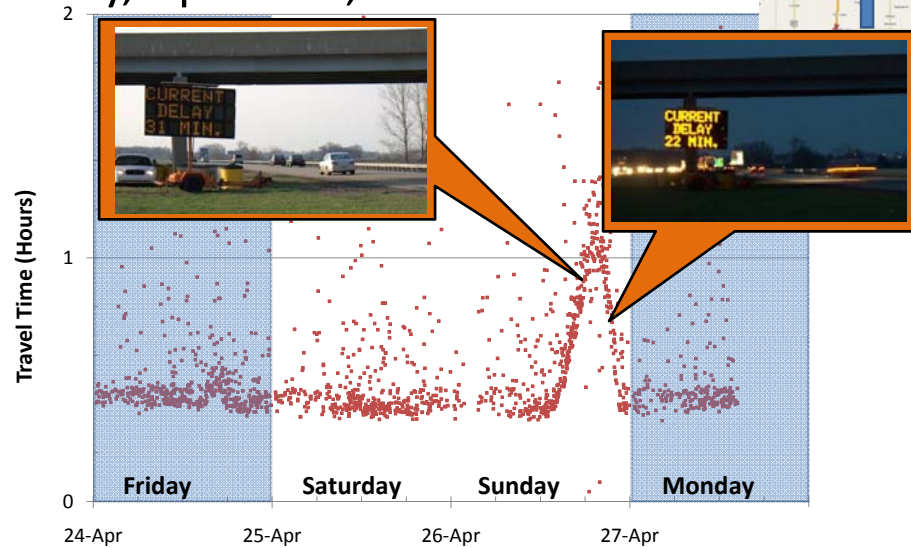 2
CURRENT
DELAY
31 MIN.
CURRENT
DELAY
22 MIN.
Travel Time (Hours)
1
Friday
Saturday
Sunday
Monday
0
24-Apr
25-Apr
26-Apr
27-Apr